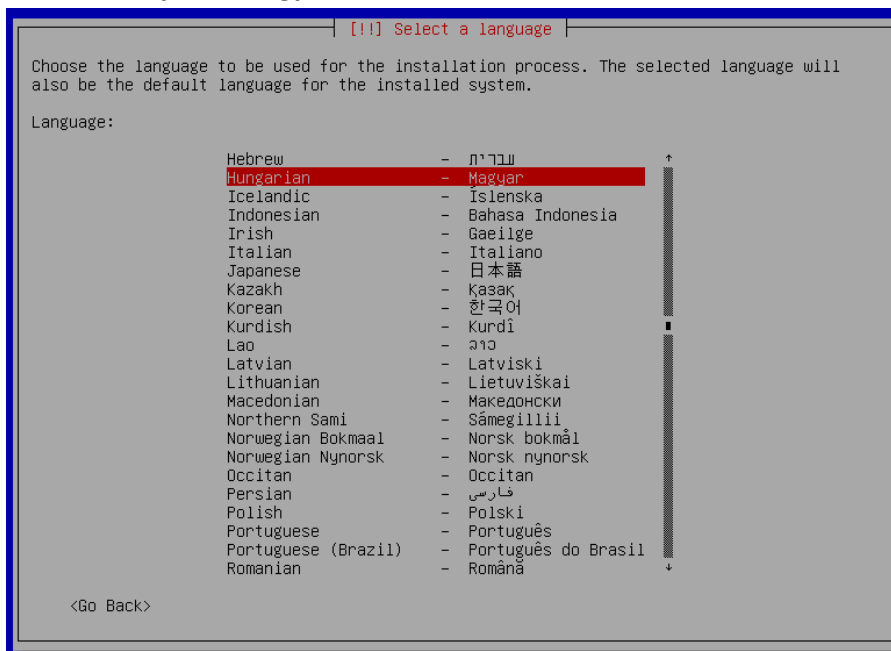 [!!] Select a language
Choose the language to be used for the installation process. The selected language will
also be the default language for the installed system.
Language:
Hebrew - עברית
Hungarian - Magyar
Icelandic - Íslenska
Indonesian - Bahasa Indonesia
Irish - Gaeilge
Italian - Italiano
Japanese - 日本語
Kazakh - Қазақ
Korean - 한국어
Kurdish - Kurdî
Lao - ລາວ
Latvian - Latviski
Lithuanian - Lietuviškai
Macedonian - Македонски
Northern Sami - Sámegillii
Norwegian Bokmaal - Norsk bokmål
Norwegian Nynorsk - Norsk nynorsk
Occitan - Occitan
Persian - فارسی
Polish - Polski
Portuguese - Português
Portuguese (Brazil) - Português do Brasil
Romanian - Română
<Go Back>